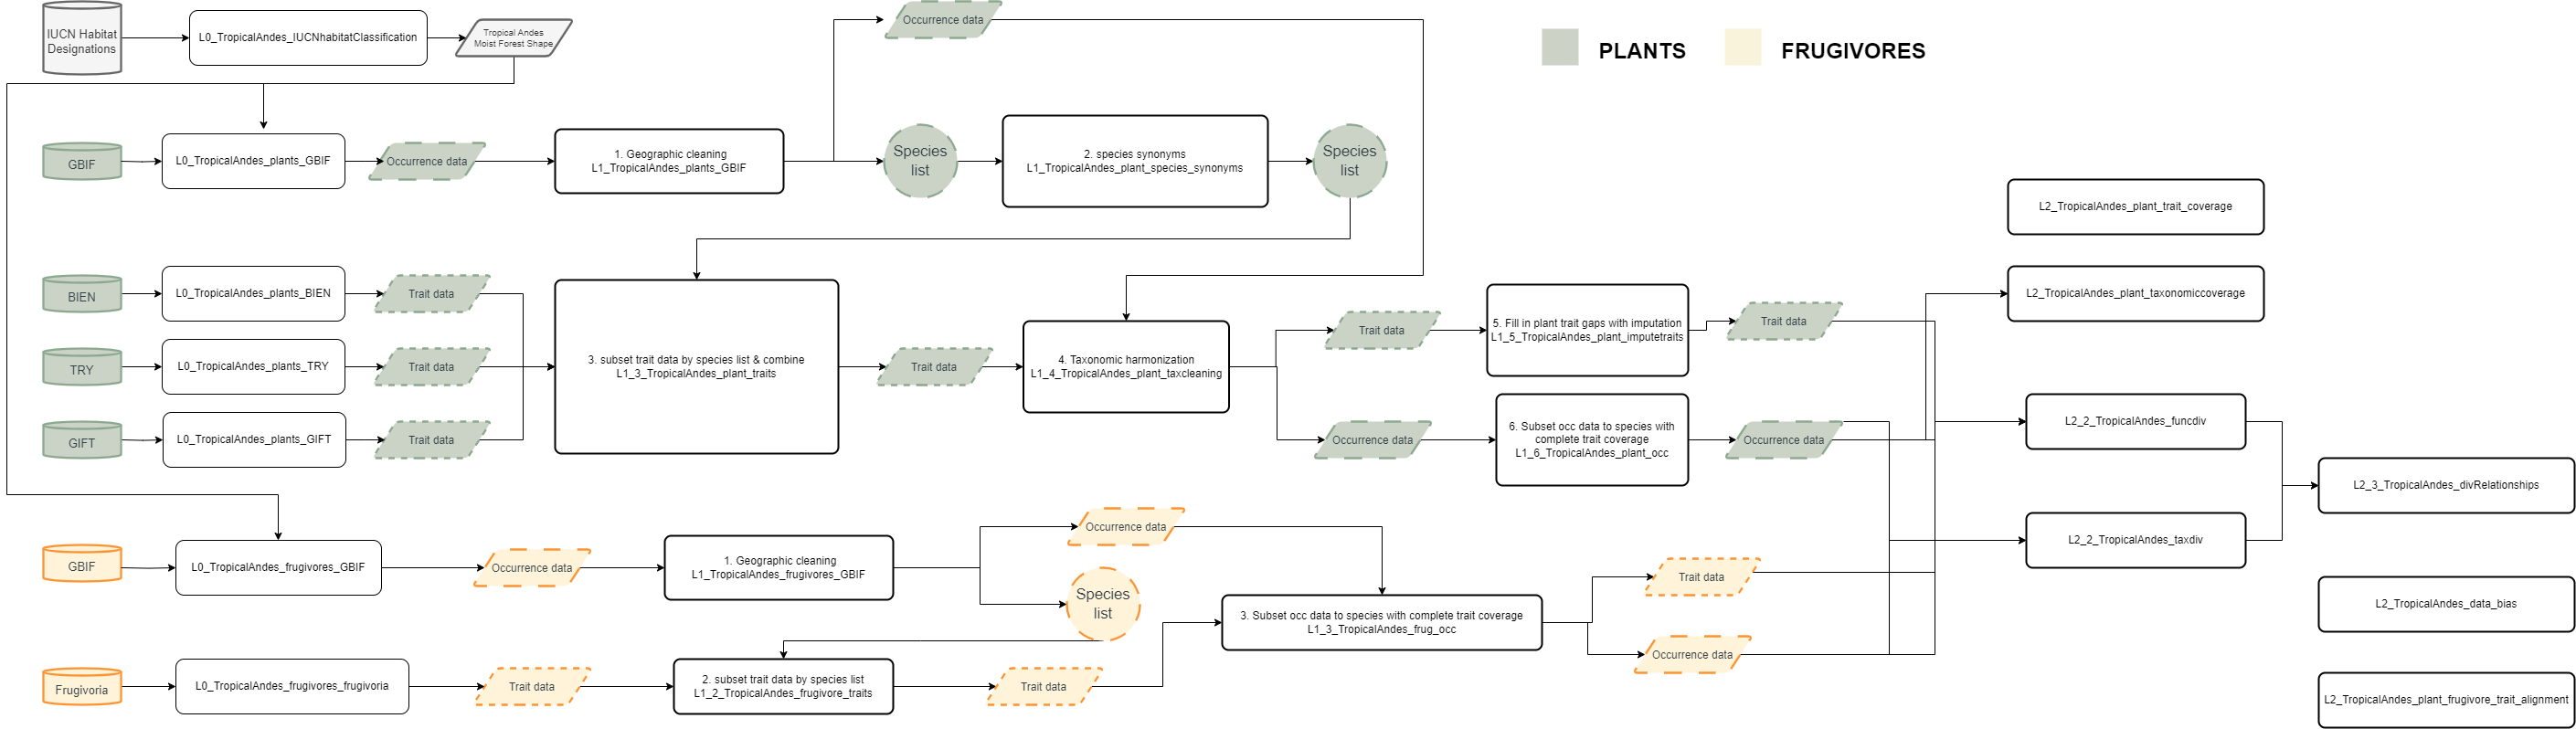 IUCN Habitat
Designations
L0_TropicalAndes_IUCNhabitatClassification
Tropical Andes
Moist Forest Shape
Occurrence data
PLANTS
FRUGIVORES
GBIF
L0_TropicalAndes_plants_GBIF
Occurrence data
1. Geographic cleaning
L1_TropicalAndes_plants_GBIF
Species
list
2. species synonyms
L1_TropicalAndes_plant_species_synonyms
Species
list
L2_TropicalAndes_plant_trait_coverage
BIEN
L0_TropicalAndes_plants_BIEN
Trait data
L2_TropicalAndes_plant_taxonomiccoverage
TRY
L0_TropicalAndes_plants_TRY
Trait data
3. subset trait data by species list & combine
L1_3_TropicalAndes_plant_traits
Trait data
4. Taxonomic harmonization
L1_4_TropicalAndes_plant_taxcleaning
Trait data
5. Fill in plant trait gaps with imputation
L1_5_TropicalAndes_plant_imputetraits
Trait data
GIFT
L0_TropicalAndes_plants_GIFT
Trait data
Occurrence data
6. Subset occ data to species with
complete trait coverage
L1_6_TropicalAndes_plant_occ
Occurrence data
L2_2_TropicalAndes_funcdiv
L2_3_TropicalAndes_divRelationships
L2_2_TropicalAndes_taxdiv
GBIF
L0_TropicalAndes_frugivores_GBIF
Occurrence data
1. Geographic cleaning
L1_TropicalAndes_frugivores_GBIF
Occurrence data
Species
list
3. Subset occ data to species with complete trait coverage
L1_3_TropicalAndes_frug_occ
Trait data
Occurrence data
L2_TropicalAndes_data_bias
Frugivoria
L0_TropicalAndes_frugivores_frugivoria
Trait data
2. subset trait data by species list
L1_2_TropicalAndes_frugivore_traits
Trait data
L2_TropicalAndes_plant_frugivore_trait_alignment